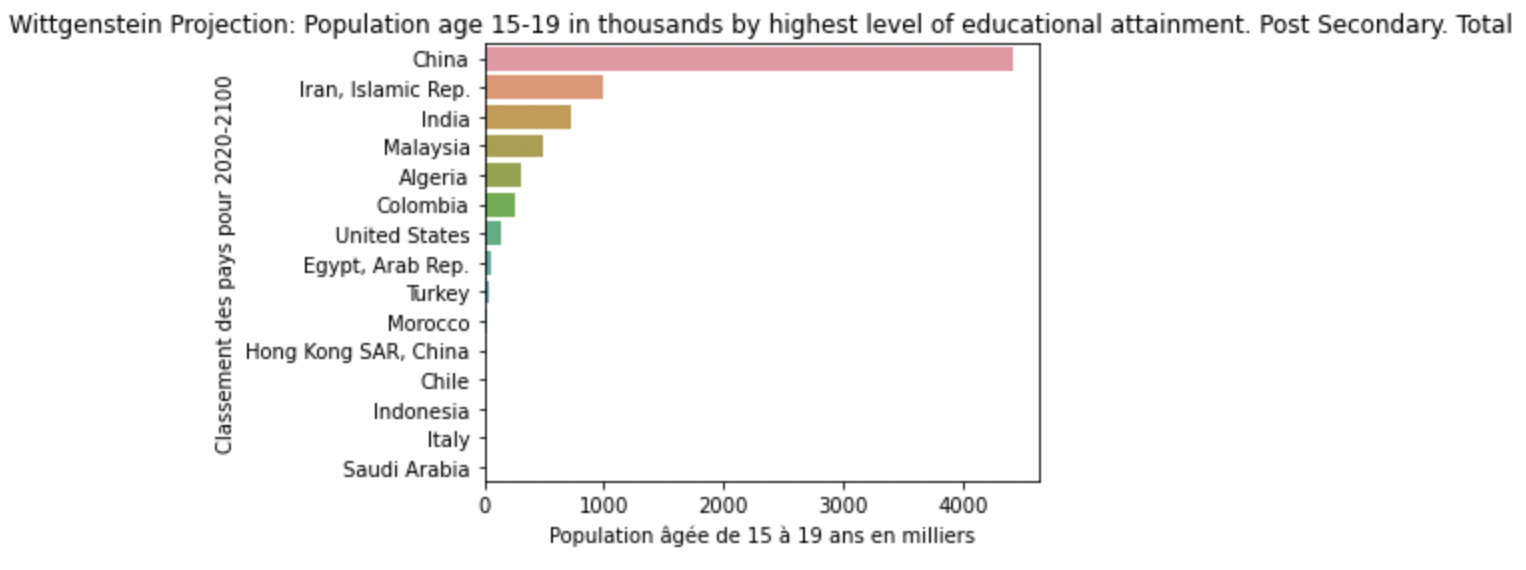 Wittgenstein Projection: Population age 15-19 in thousands by highest level of educational attainment. Post Secondary. Total
Classement des pays pour 2020-2100
China
Iran, Islamic Rep.
India
Malaysia
Algeria
Colombia
United States
Egypt, Arab Rep.
Turkey
Morocco
Hong Kong SAR, China
Chile
Indonesia
Italy
Saudi Arabia
0 1000 2000 3000 4000
Population âgée de 15 à 19 ans en milliers